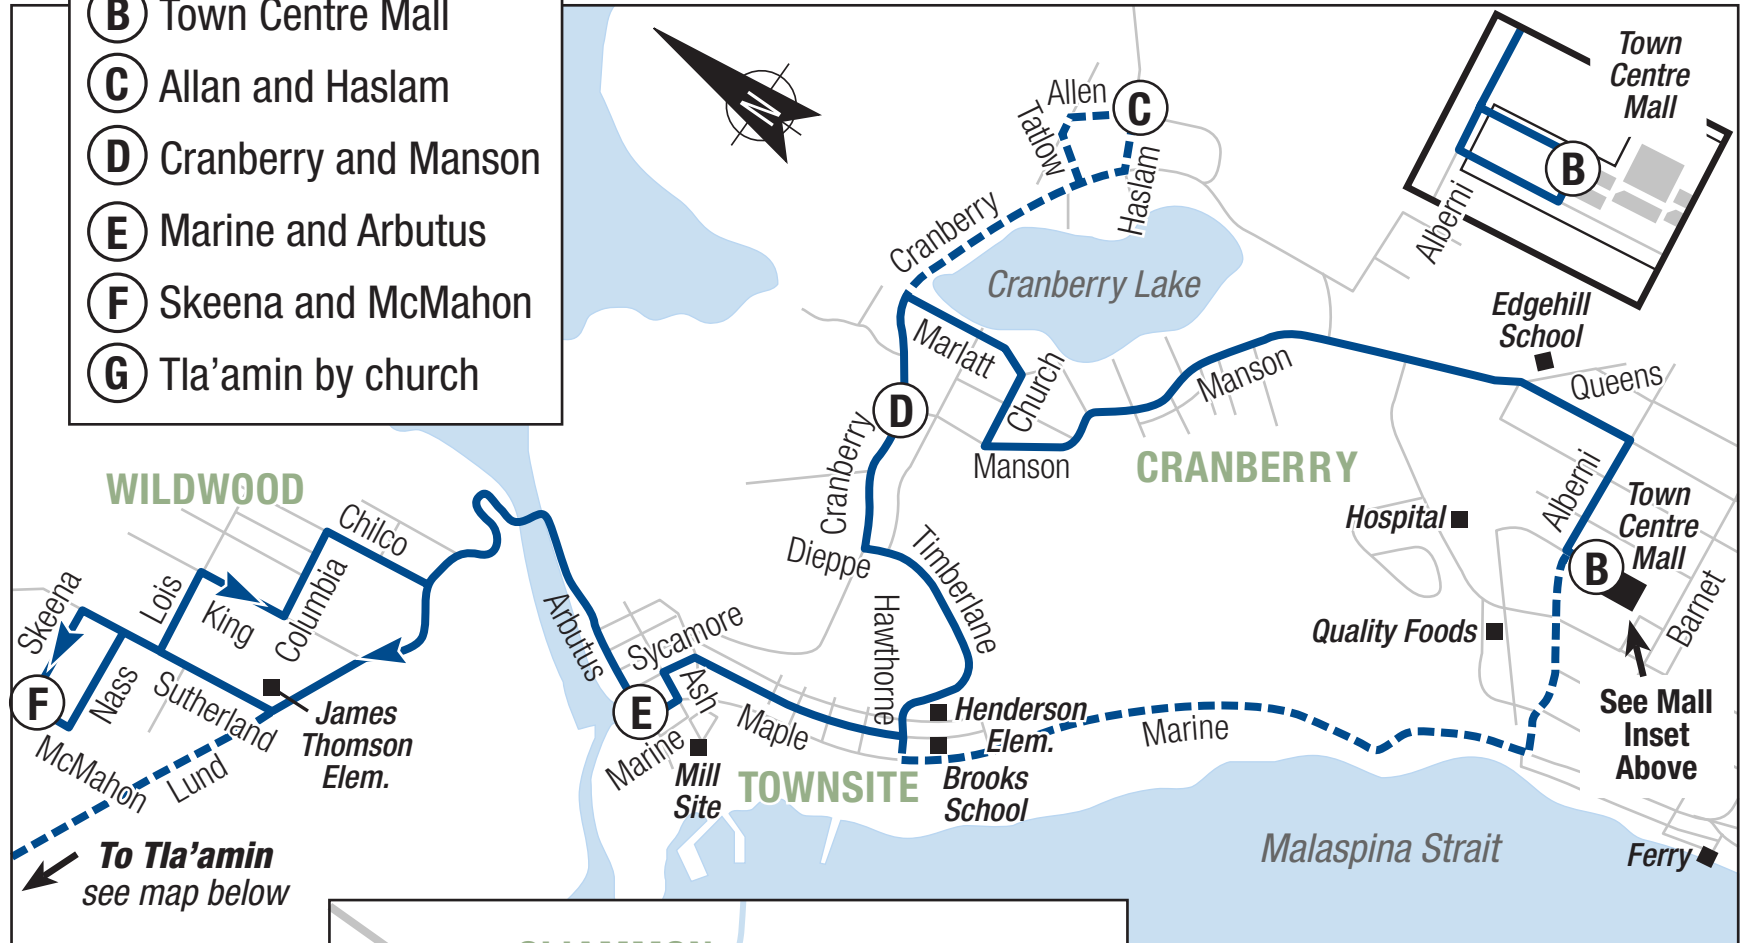 B Town Centre Mall
C Allan and Haslam
D Cranberry and Manson
E Marine and Arbutus
F Skeena and McMahon
G Tla'amin by church
N
Allen
C
Tatlow
Haslam
Cranberry
Cranberry Lake
Town
Centre
Mall
B
Alberni
Edgehill
School
Queens
Marlatt
Church
Manson
Manson
D
Cranberry
CRANBERRY
Alberni
Town
Centre
Mall
B
Hospital
Quality Foods
Barnet
See Mall
Inset
Above
WILDWOOD
Chilco
Skeena
Lois
King
Columbia
Nass
Sutherland
F
McMahon
Lund
James
Thomson
Elem.
To Tla'amin
see map below
Arbutus
Sycamore
E
Ash
Marine
Maple
Mill
Site
TOWNSITE
Dieppe
Timberlane
Hawthorne
Henderson
Elem.
Brooks
School
Marine
Malaspina Strait
Ferry